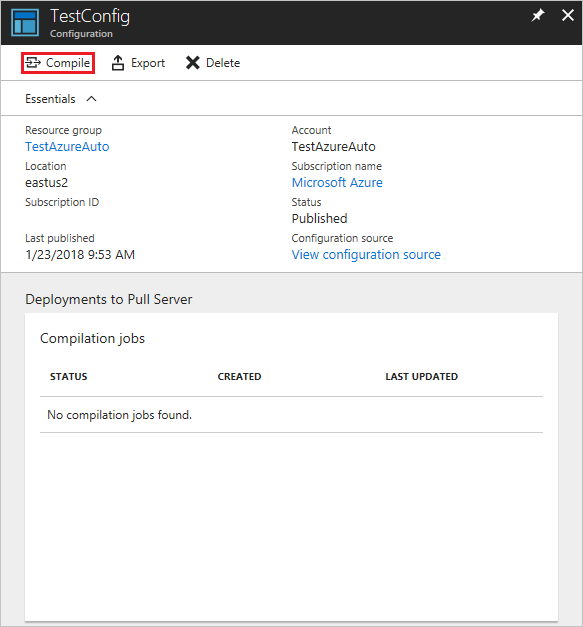 TestConfig
Configuration
Compile Export Delete
Essentials
Resource group Account
TestAzureAuto TestAzureAuto
Location Subscription name
eastus2 Microsoft Azure
Subscription ID Status
Published
Last published Configuration source
1/23/2018 9:53 AM View configuration source
Deployments to Pull Server
Compilation jobs
STATUS CREATED LAST UPDATED
No compilation jobs found.